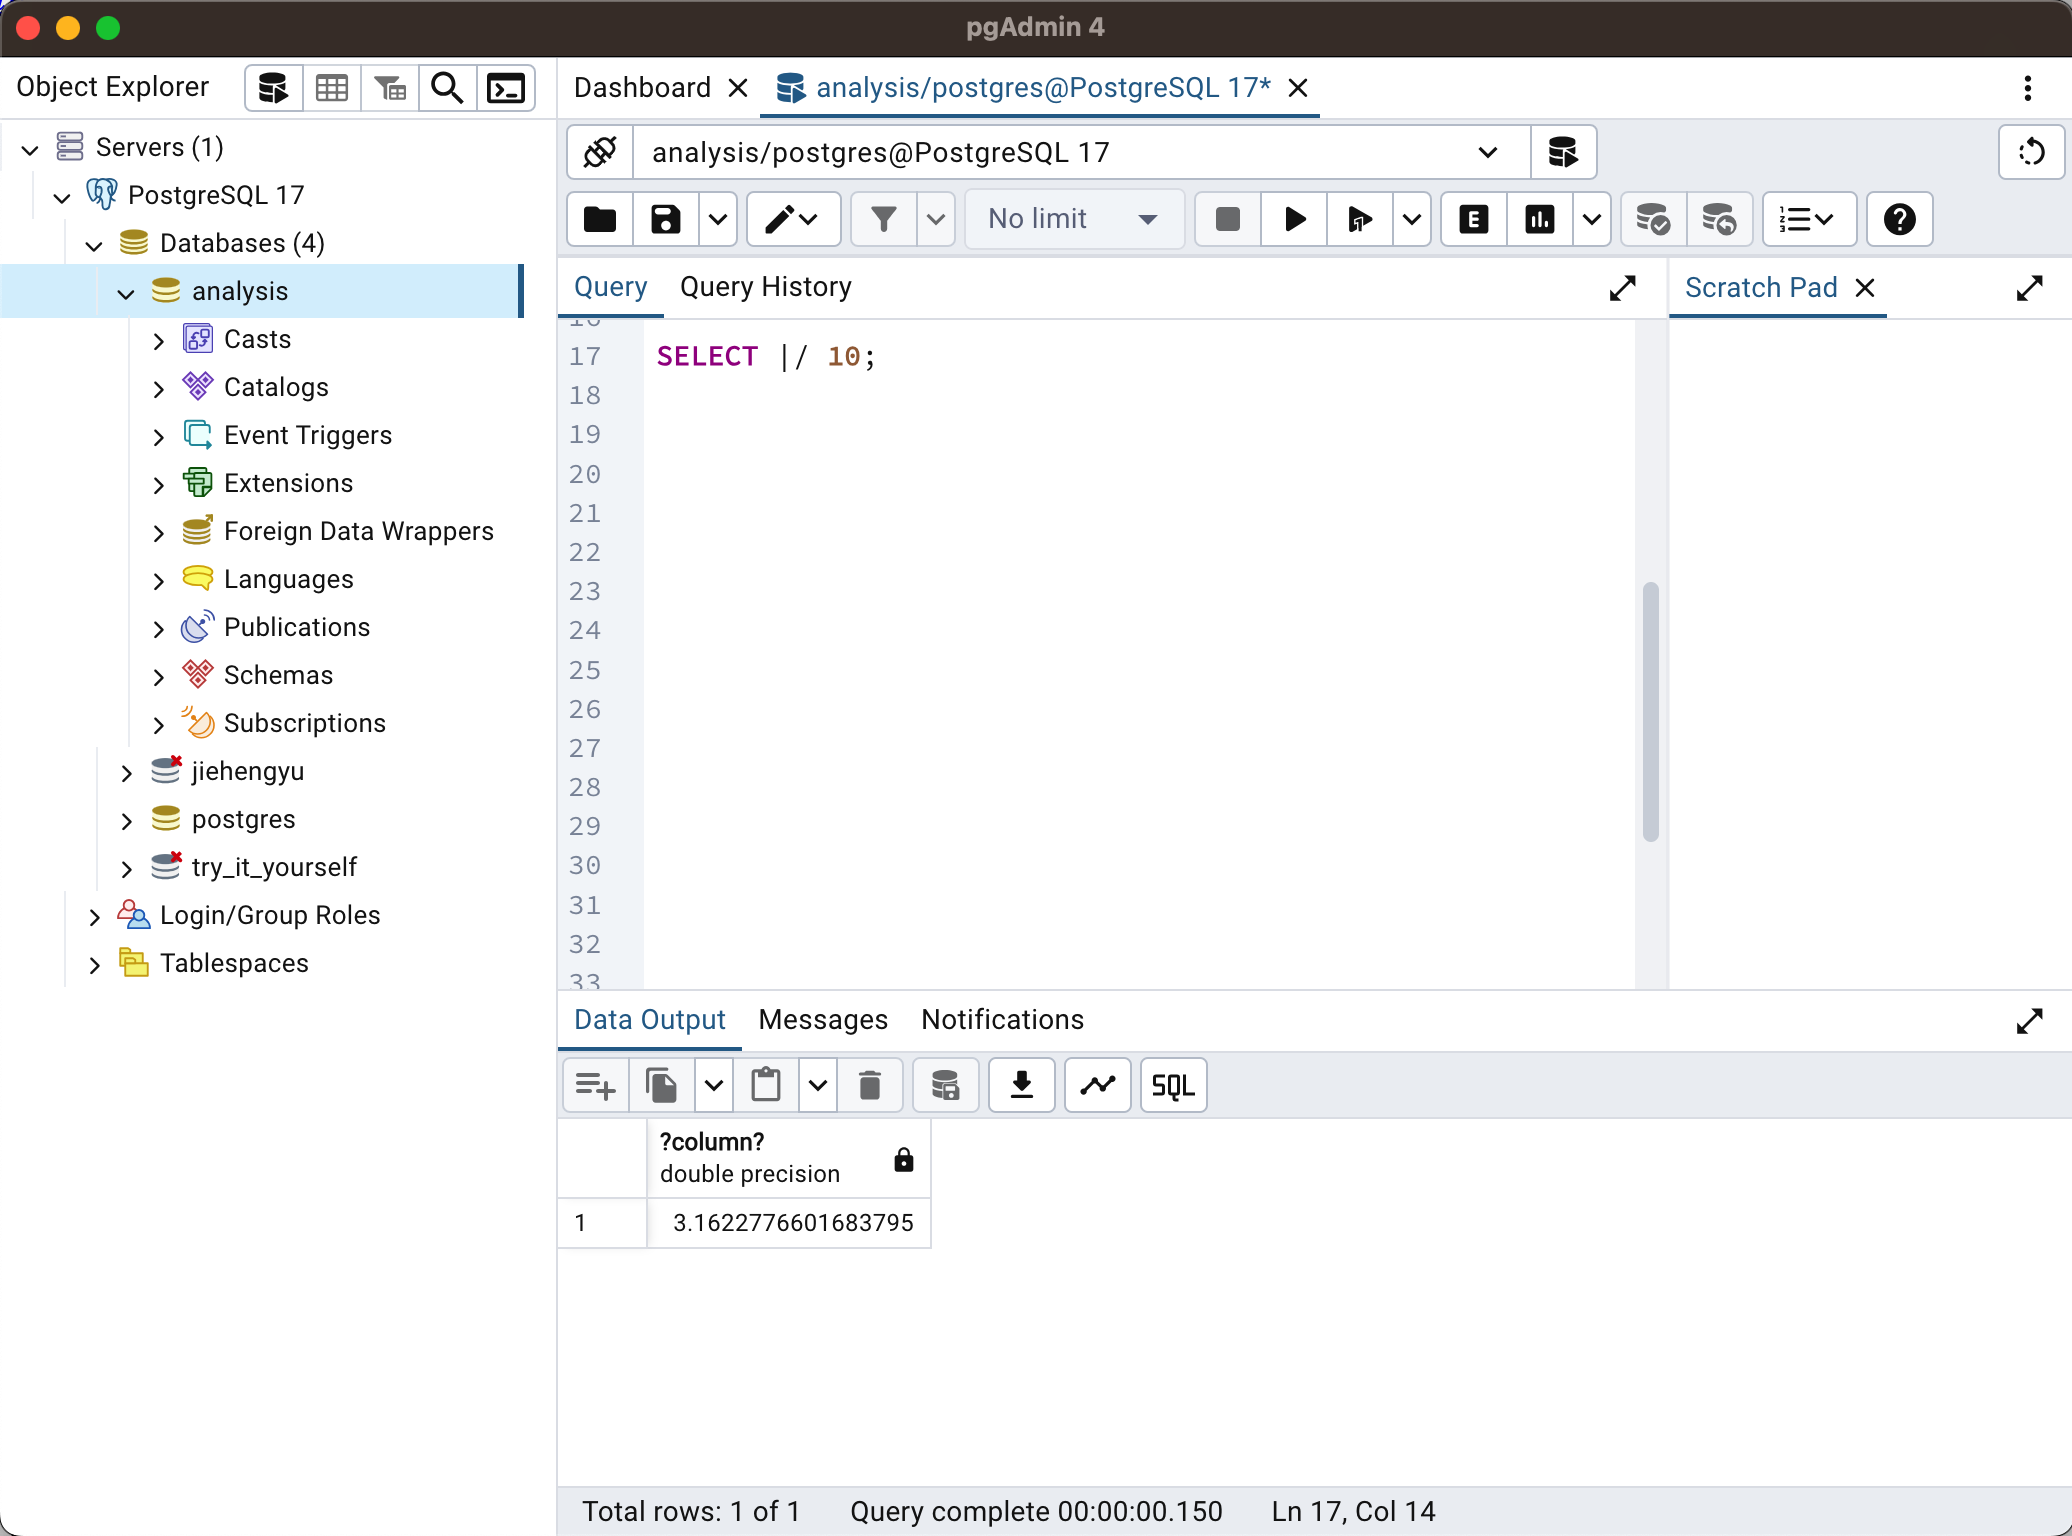 pgAdmin 4
Object Explorer
Dashboard
analysis/postgres@PostgreSQL 17*
Servers (1)
PostgreSQL 17
Databases (4)
analysis
Casts
Catalogs
Event Triggers
Extensions
Foreign Data Wrappers
Languages
Publications
Schemas
Subscriptions
jiehengyu
postgres
try_it_yourself
Login/Group Roles
Tablespaces
analysis/postgres@PostgreSQL 17
No limit
E
Query
Query History
Scratch Pad
16
17 SELECT |/ 10;
18
19
20
21
22
23
24
25
26
27
28
29
30
31
32
33
Data Output
Messages
Notifications
SQL
?column?
double precision
1 3.1622776601683795
Total rows: 1 of 1
Query complete 00:00:00.150
Ln 17, Col 14